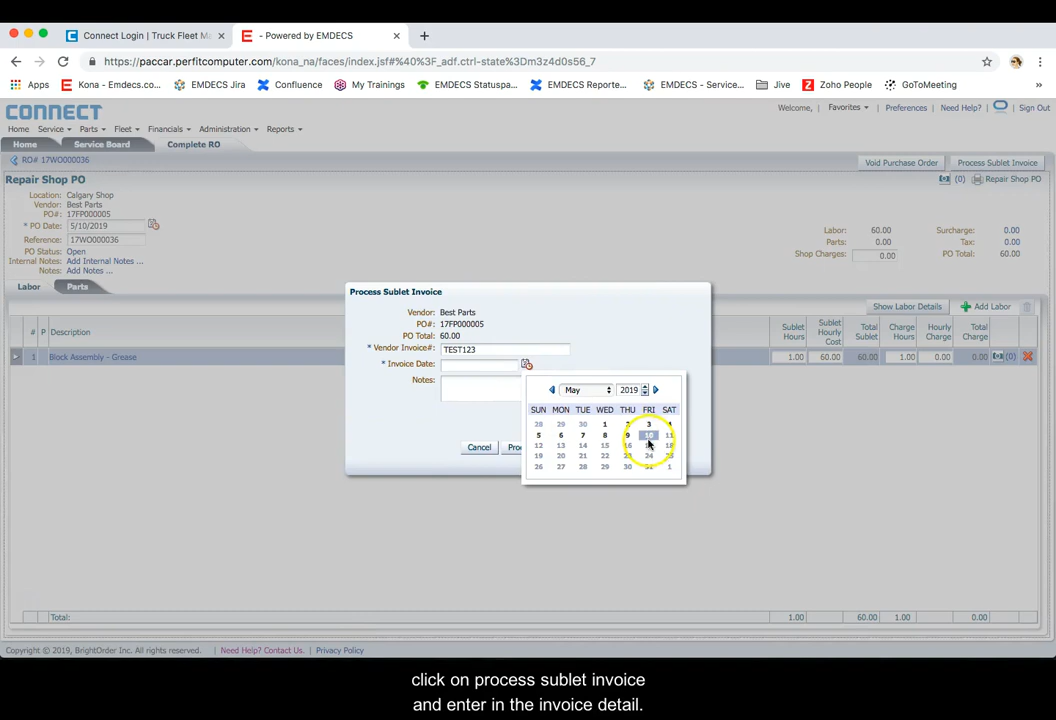 Connect Login | Truck Fleet M
- Powered by EMDECS
https://paccar.perfitcomputer.com/kona_na/faces/index.jsf#%40%3F_adf.ctrl-state%3Dm3z4d0s56_7
Apps
Kona - Emdecs.co...
EMDECS Jira
Confluence
My Trainings
EMDECS Statuspa...
EMDECS Reporte...
EMDECS - Service...
Jive
Zoho People
GoToMeeting
»
CONNECT
Welcome, | Favorites | Preferences | Need Help? | Sign Out
Home Service Parts Fleet Financials Administration Reports
Home
Service Board
Complete RO
RO# 17WO000036
Void Purchase Order
Process Sublet Invoice
Repair Shop PO
(0) Repair Shop PO
Location: Calgary Shop
Vendor: Best Parts
PO#: 17FP000005
* PO Date: 5/10/2019
Reference: 17WO000036
PO Status: Open
Internal Notes: Add Internal Notes ...
Notes: Add Notes ...
Labor: 60.00 Surcharge: 0.00
Parts: 0.00 Tax: 0.00
Shop Charges: 0.00 PO Total: 60.00
Labor
Parts
Show Labor Details
Add Labor
# P Description
Sublet Hours
Sublet Hourly Cost
Total Sublet
Charge Hours
Hourly Charge
Total Charge
1 Block Assembly - Grease 1.00 60.00 60.00 1.00 0.00 0.00 (0)
Process Sublet Invoice
Vendor: Best Parts
PO#: 17FP000005
PO Total: 60.00
* Vendor Invoice#: TEST123
* Invoice Date:
Notes:
Cancel
Proc
May 2019
SUN MON TUE WED THU FRI SAT
28 29 30 1 2 3 4
5 6 7 8 9 10 11
12 13 14 15 16 18
19 20 21 22 23 24 25
26 27 28 29 30 31 1
Total: 1.00 60.00 1.00 0.00
Copyright © 2019, BrightOrder Inc. All rights reserved. | Need Help? Contact Us. | Privacy Policy
click on process sublet invoice
and enter in the invoice detail.